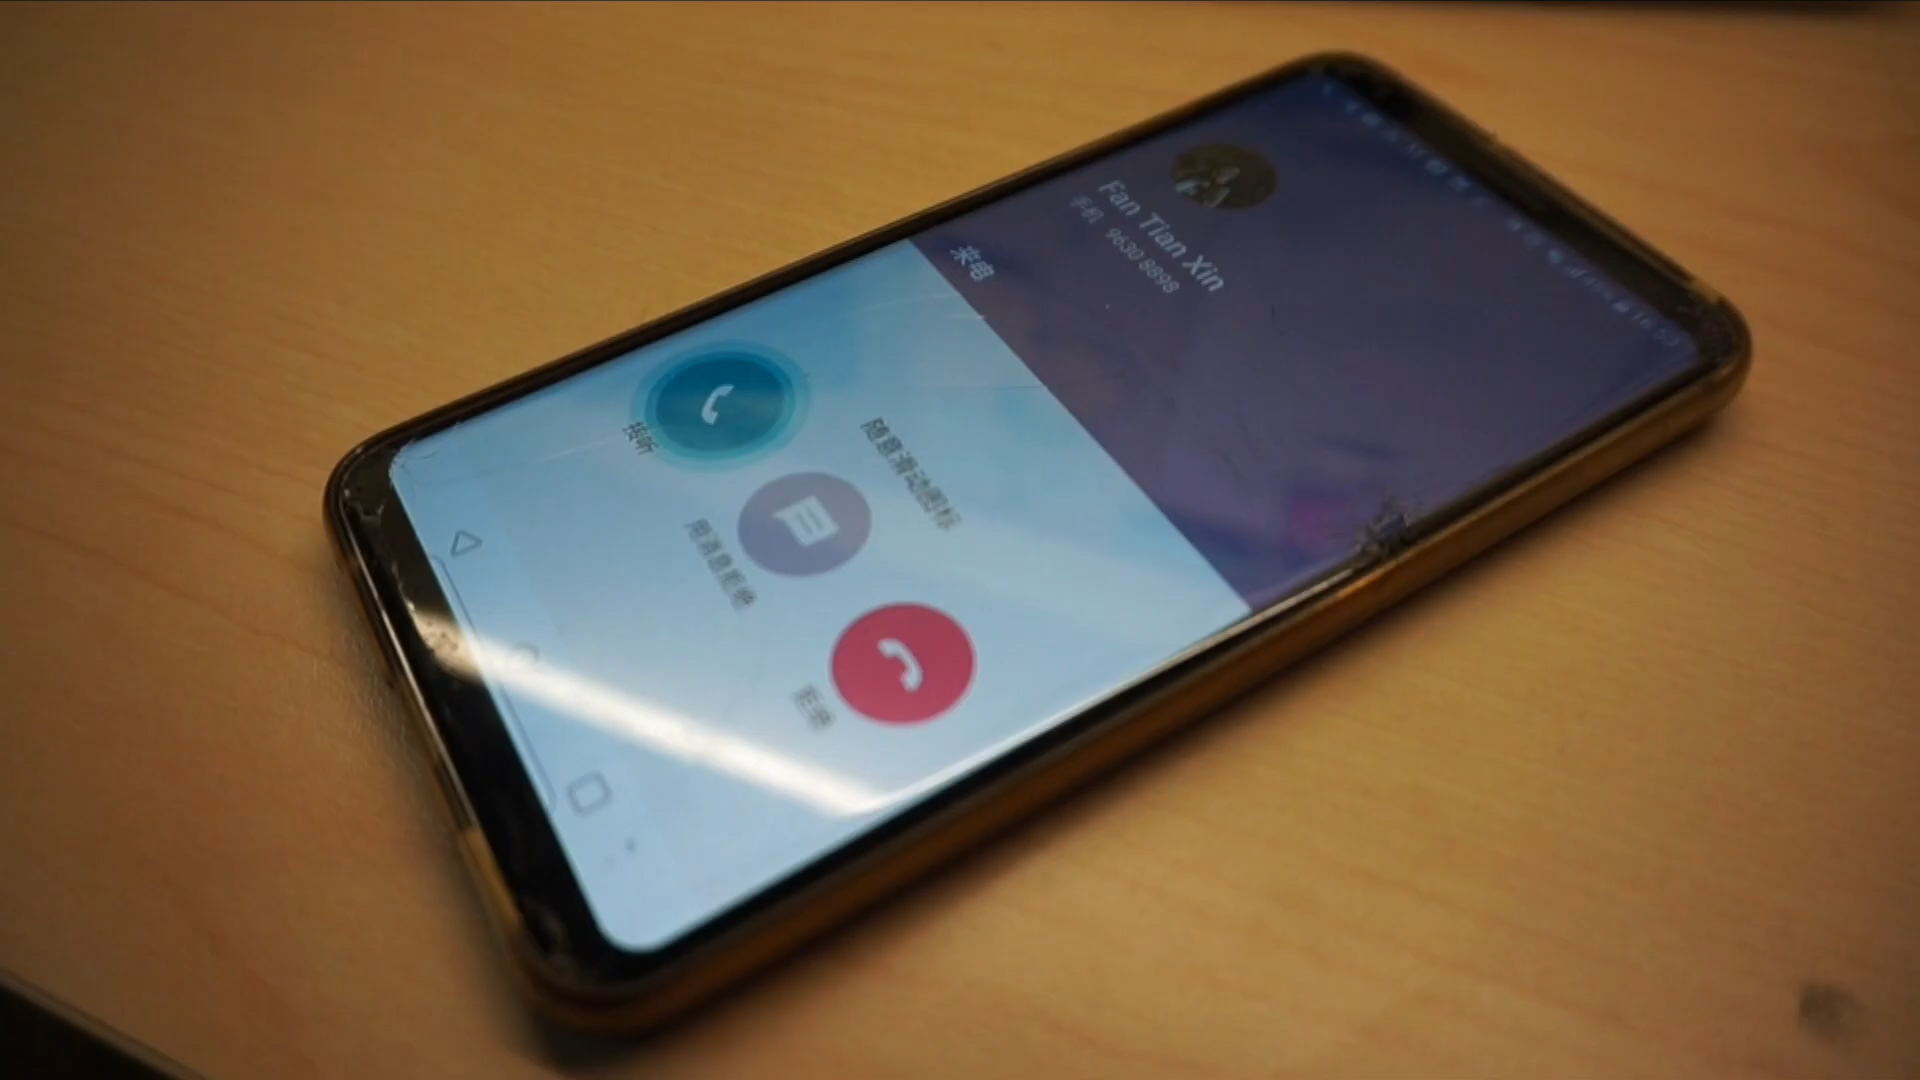 Fan Tian Xin
手机 9630 8898
来电
随意滑动图标
接听
用消息拒绝
拒绝